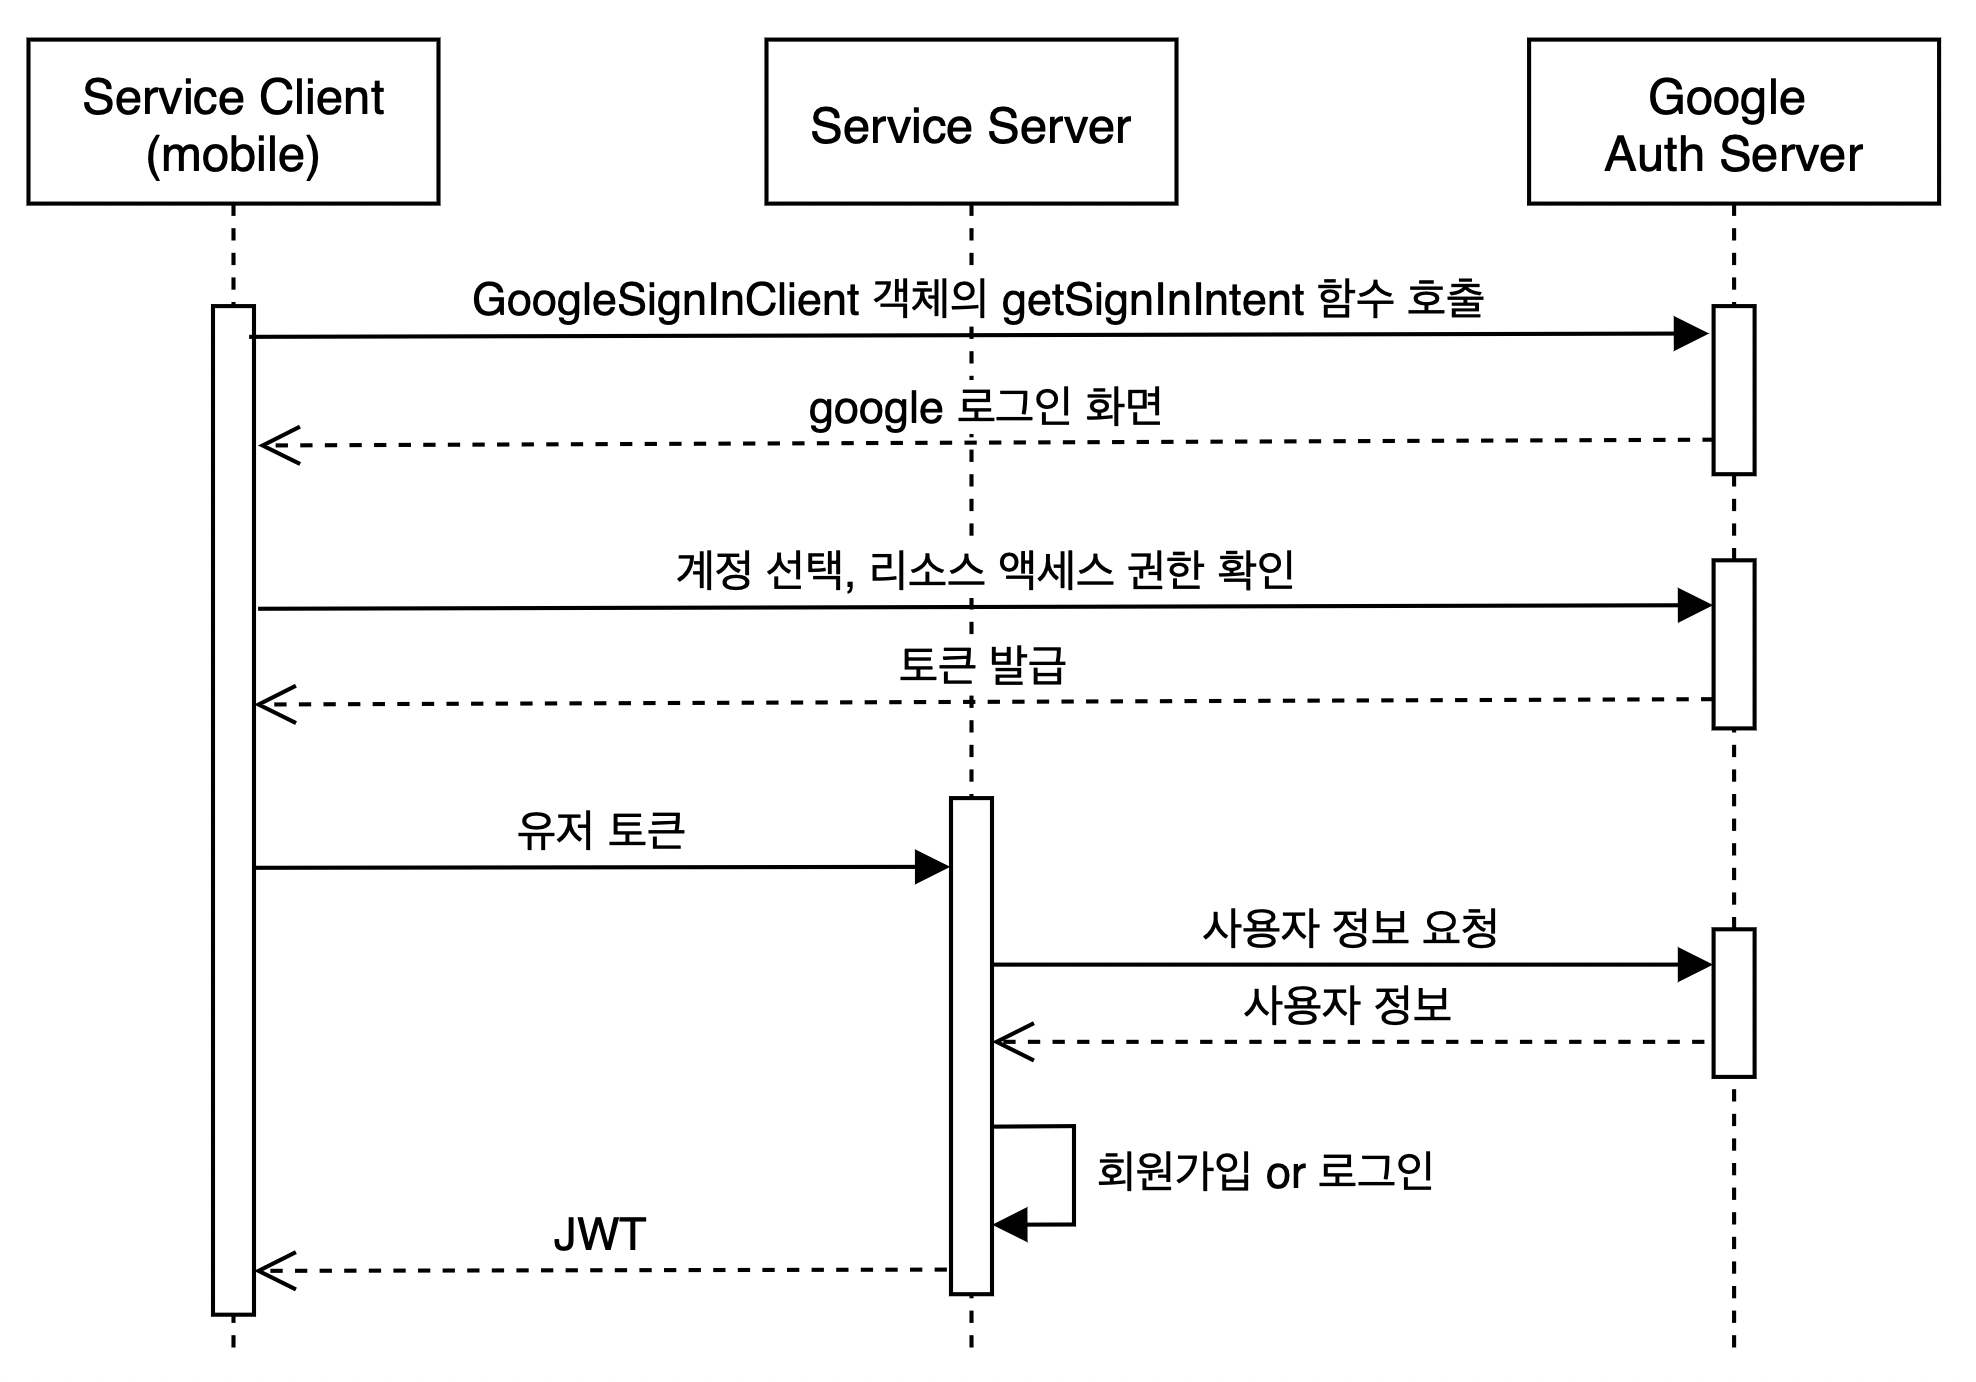 Service Client
(mobile)
Service Server
Google
Auth Server
GoogleSignInClient 객체의 getSignInIntent 함수 호출
google 로그인 화면
계정 선택, 리소스 액세스 권한 확인
토큰 발급
유저 토큰
사용자 정보 요청
사용자 정보
회원가입 or 로그인
JWT